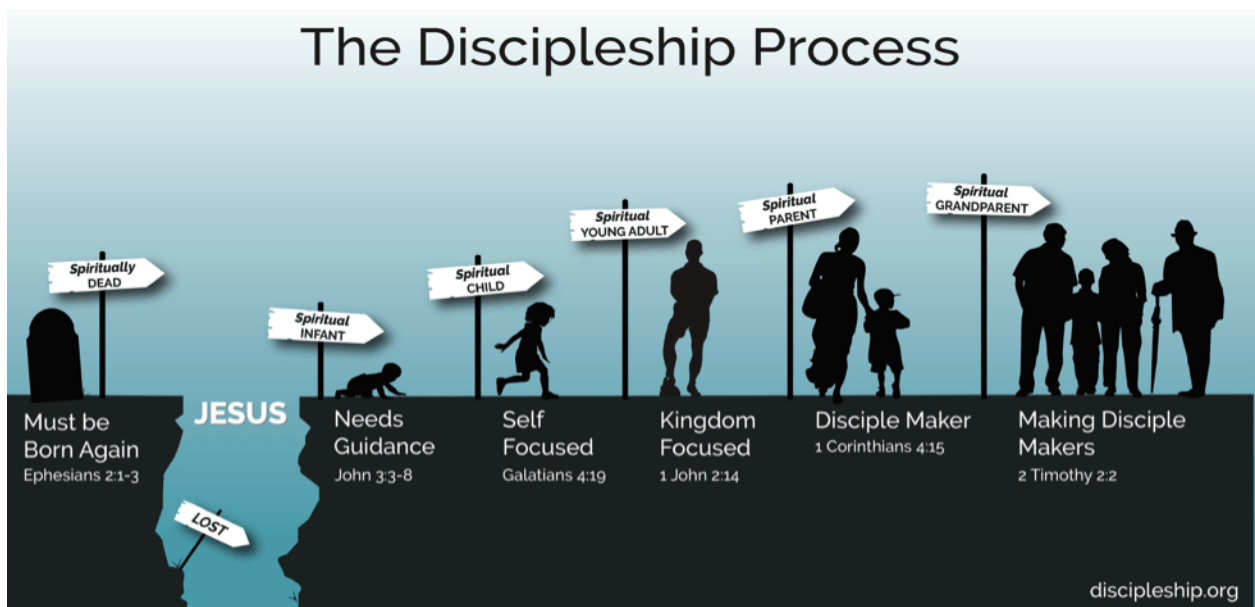 The Discipleship Process
Spiritually
DEAD
Spiritual
INFANT
Spiritual
CHILD
Spiritual
YOUNG ADULT
Spiritual
PARENT
Spiritual
GRANDPARENT
Must be
Born Again
Ephesians 2:1-3
JESUS
LOST
Needs
Guidance
John 3:3-8
Self
Focused
Galatians 4:19
Kingdom
Focused
1 John 2:14
Disciple Maker
1 Corinthians 4:15
Making Disciple
Makers
2 Timothy 2:2
discipleship.org